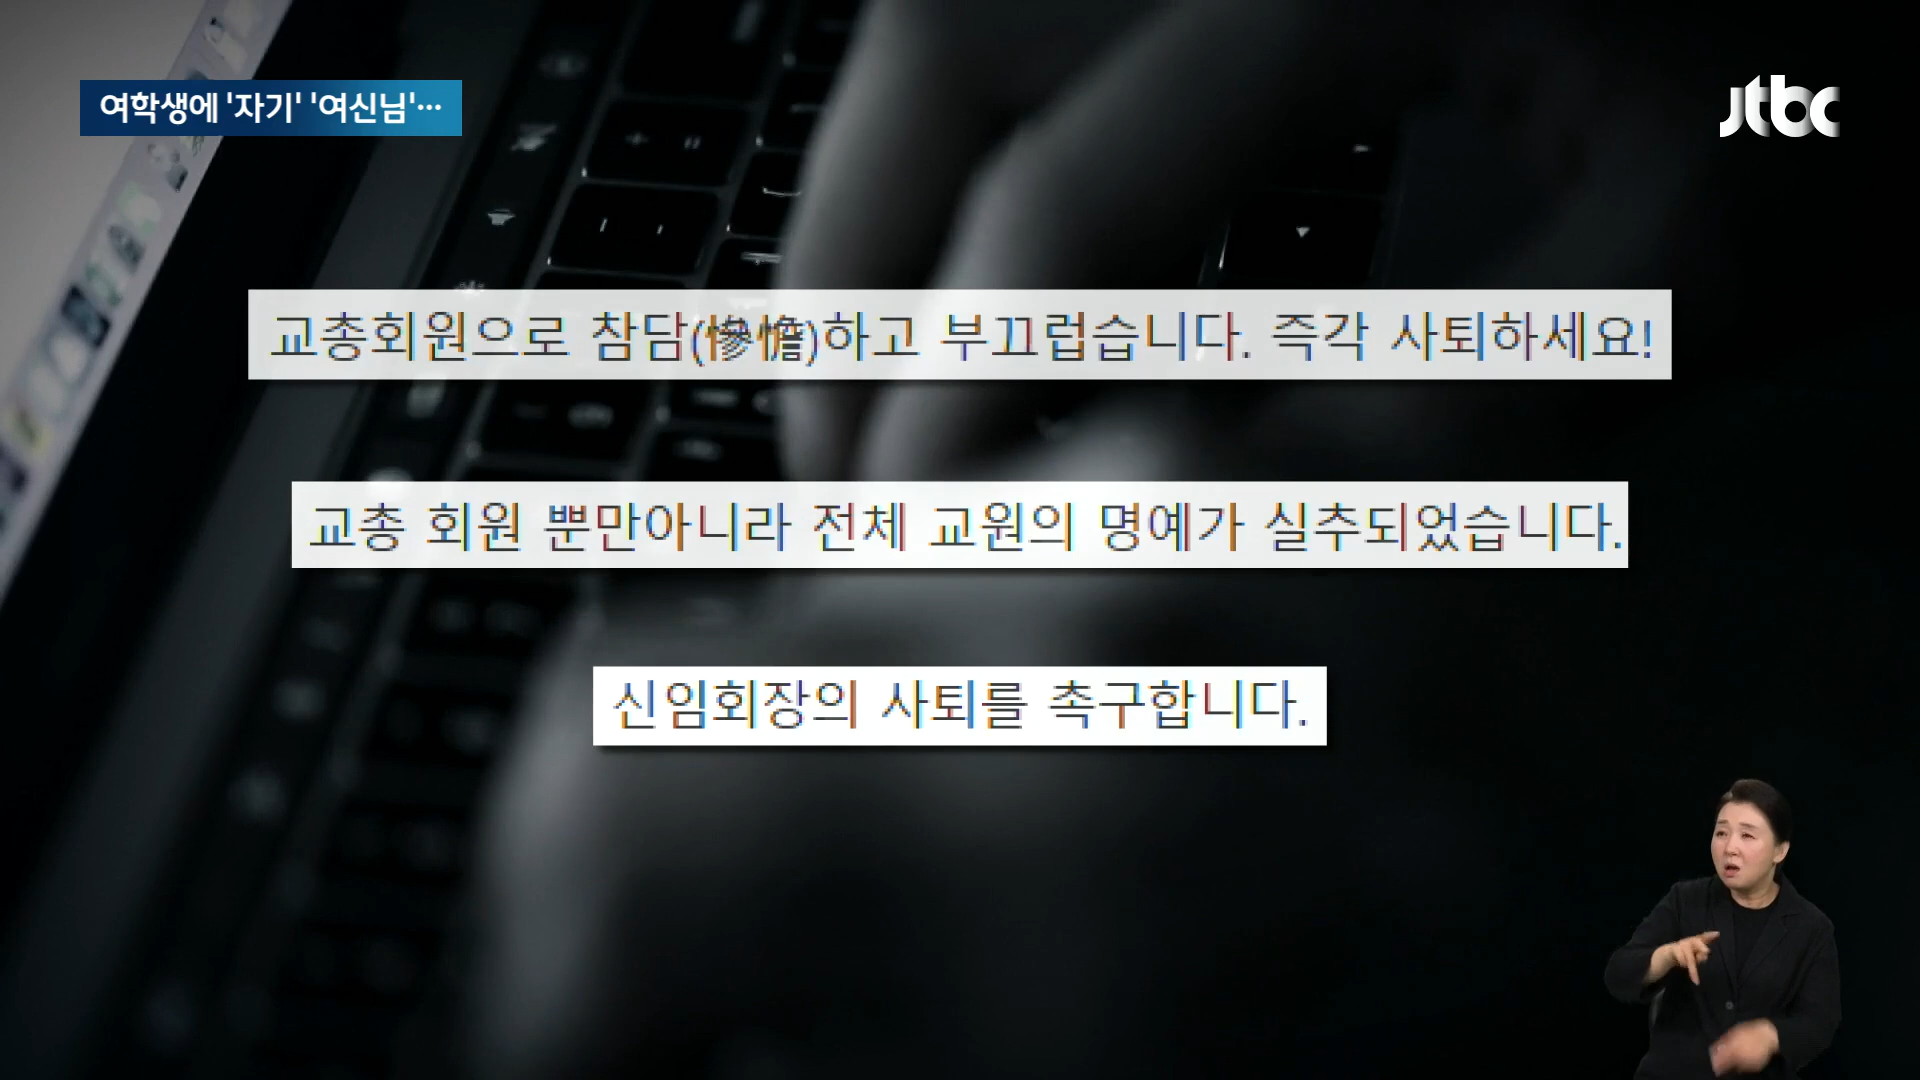 여학생에 '자기' '여신님'…
jtbc
교총회원으로 참담(慘憺)하고 부끄럽습니다. 즉각 사퇴하세요!
교총 회원 뿐만아니라 전체 교원의 명예가 실추되었습니다.
신임회장의 사퇴를 촉구합니다.